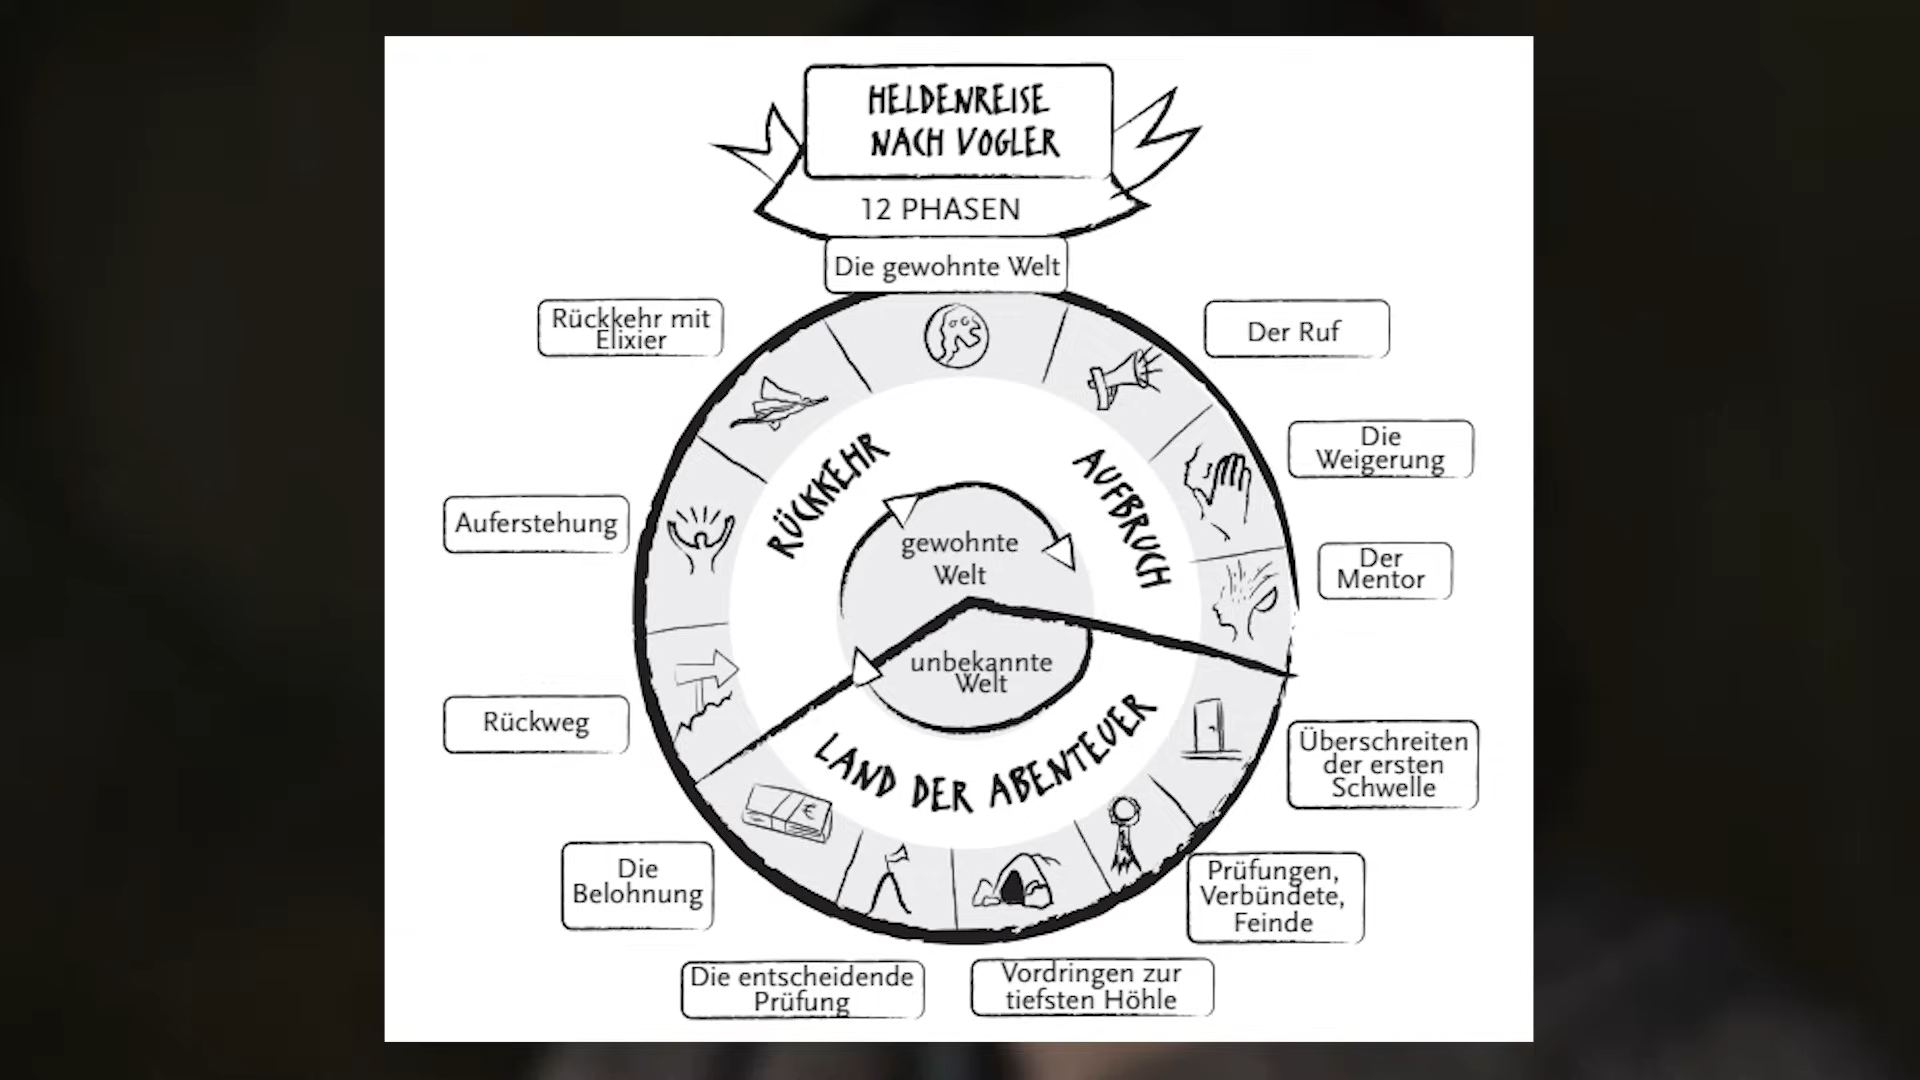 HELDENREISE
NACH VOGLER
12 PHASEN
Die gewohnte Welt
Der Ruf
Die
Weigerung
Der
Mentor
Überschreiten
der ersten
Schwelle
Prüfungen,
Verbündete,
Feinde
Vordringen zur
tiefsten Höhle
Die entscheidende
Prüfung
Die
Belohnung
Rückweg
Auferstehung
Rückkehr mit
Elixier
RÜCKKEHR
AUFBRUCH
LAND DER ABENTEUER
gewohnte
Welt
unbekannte
Welt
€